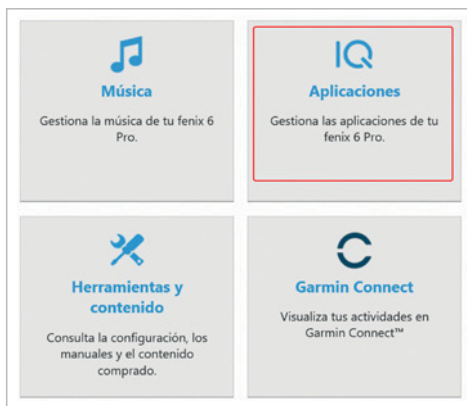 Música
Gestiona la música de tu fenix 6
Pro.
IQ
Aplicaciones
Gestiona las aplicaciones de tu
fenix 6 Pro.
Herramientas y
contenido
Consulta la configuración, los
manuales y el contenido
comprado.
Garmin Connect
Visualiza tus actividades en
Garmin Connect™